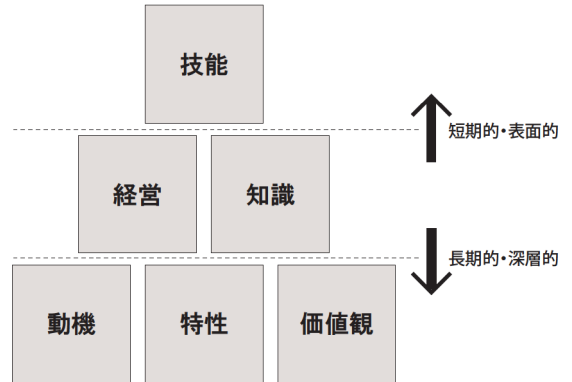 技能
短期的・表面的
経営 知識
長期的・深層的
動機 特性 価値観